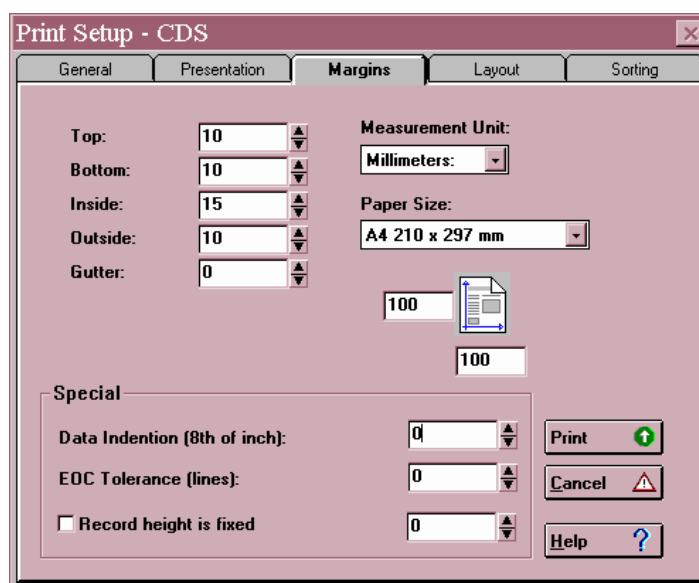 Print Setup - CDS
General Presentation Margins Layout Sorting
Top: 10
Bottom: 10
Inside: 15
Outside: 10
Gutter: 0
Measurement Unit:
Millimeters:
Paper Size:
A4 210 x 297 mm
100
100
Special
Data Indention (8th of inch): 0
EOC Tolerance (lines): 0
Record height is fixed 0
Print
Cancel
Help